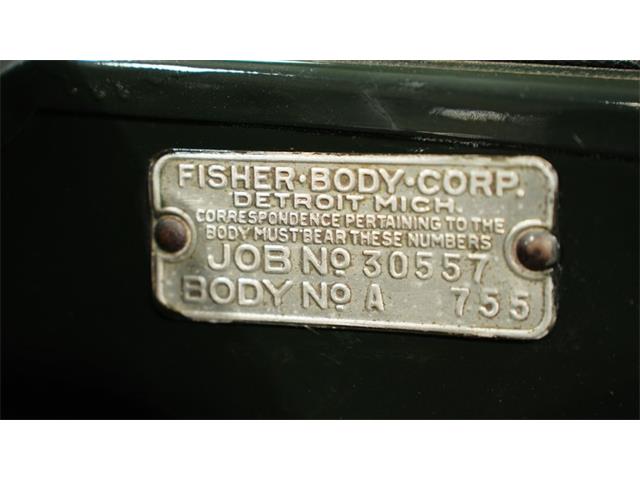 FISHER·BODY·CORP.
DETROIT MICH.
CORRESPONDENCE PERTAINING TO THE
BODY MUST BEAR THESE NUMBERS
JOB No 30557
BODY No A 755